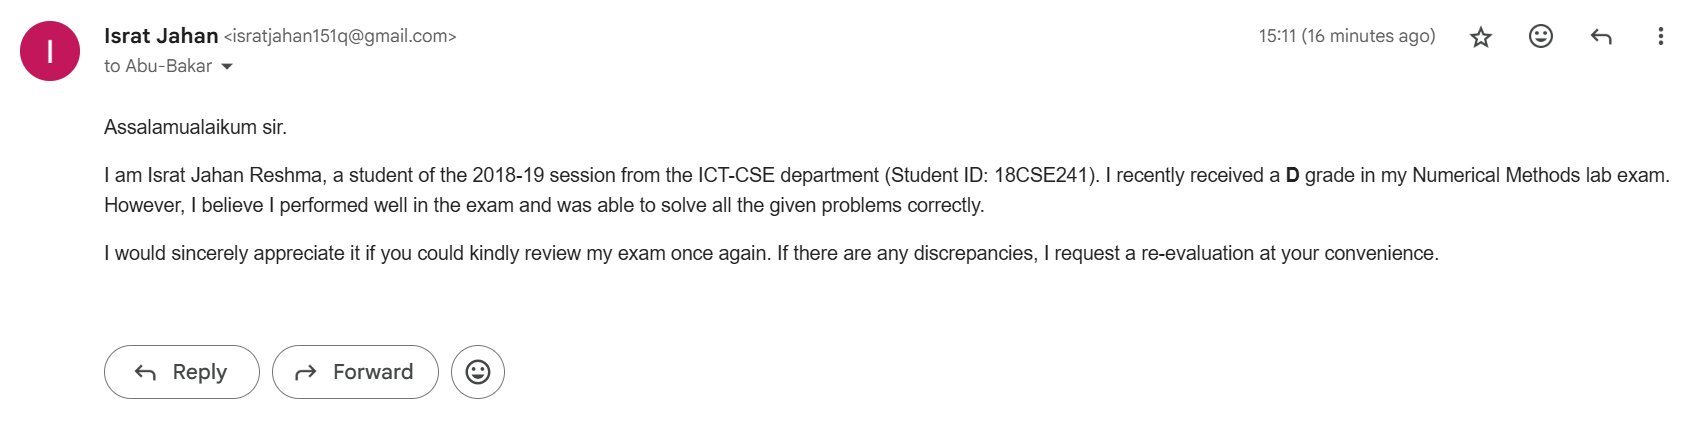 I
Israt Jahan <isratjahan151q@gmail.com>
15:11 (16 minutes ago)
to Abu-Bakar
Assalamualaikum sir.
I am Israt Jahan Reshma, a student of the 2018-19 session from the ICT-CSE department (Student ID: 18CSE241). I recently received a D grade in my Numerical Methods lab exam.
However, I believe I performed well in the exam and was able to solve all the given problems correctly.
I would sincerely appreciate it if you could kindly review my exam once again. If there are any discrepancies, I request a re-evaluation at your convenience.
Reply
Forward